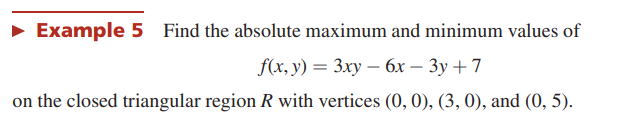 ▶ Example 5 Find the absolute maximum and minimum values of
f(x, y) = 3xy − 6x − 3y + 7
on the closed triangular region R with vertices (0, 0), (3, 0), and (0, 5).